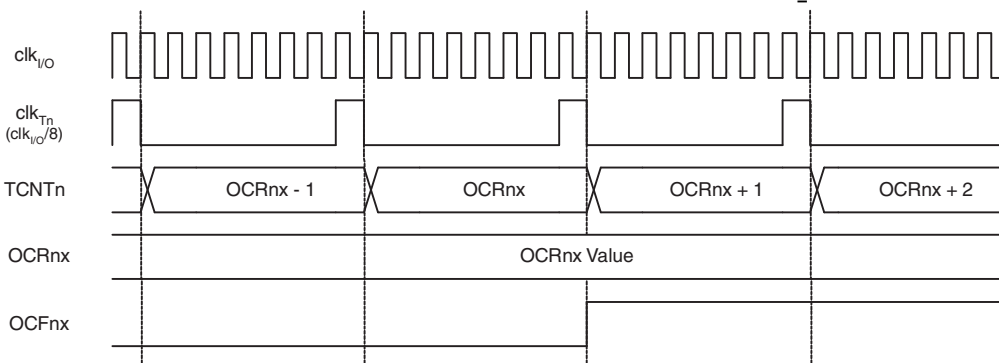 clkI/O
clkTn
(clkI/O/8)
TCNTn OCRnx - 1 OCRnx OCRnx + 1 OCRnx + 2
OCRnx OCRnx Value
OCFnx